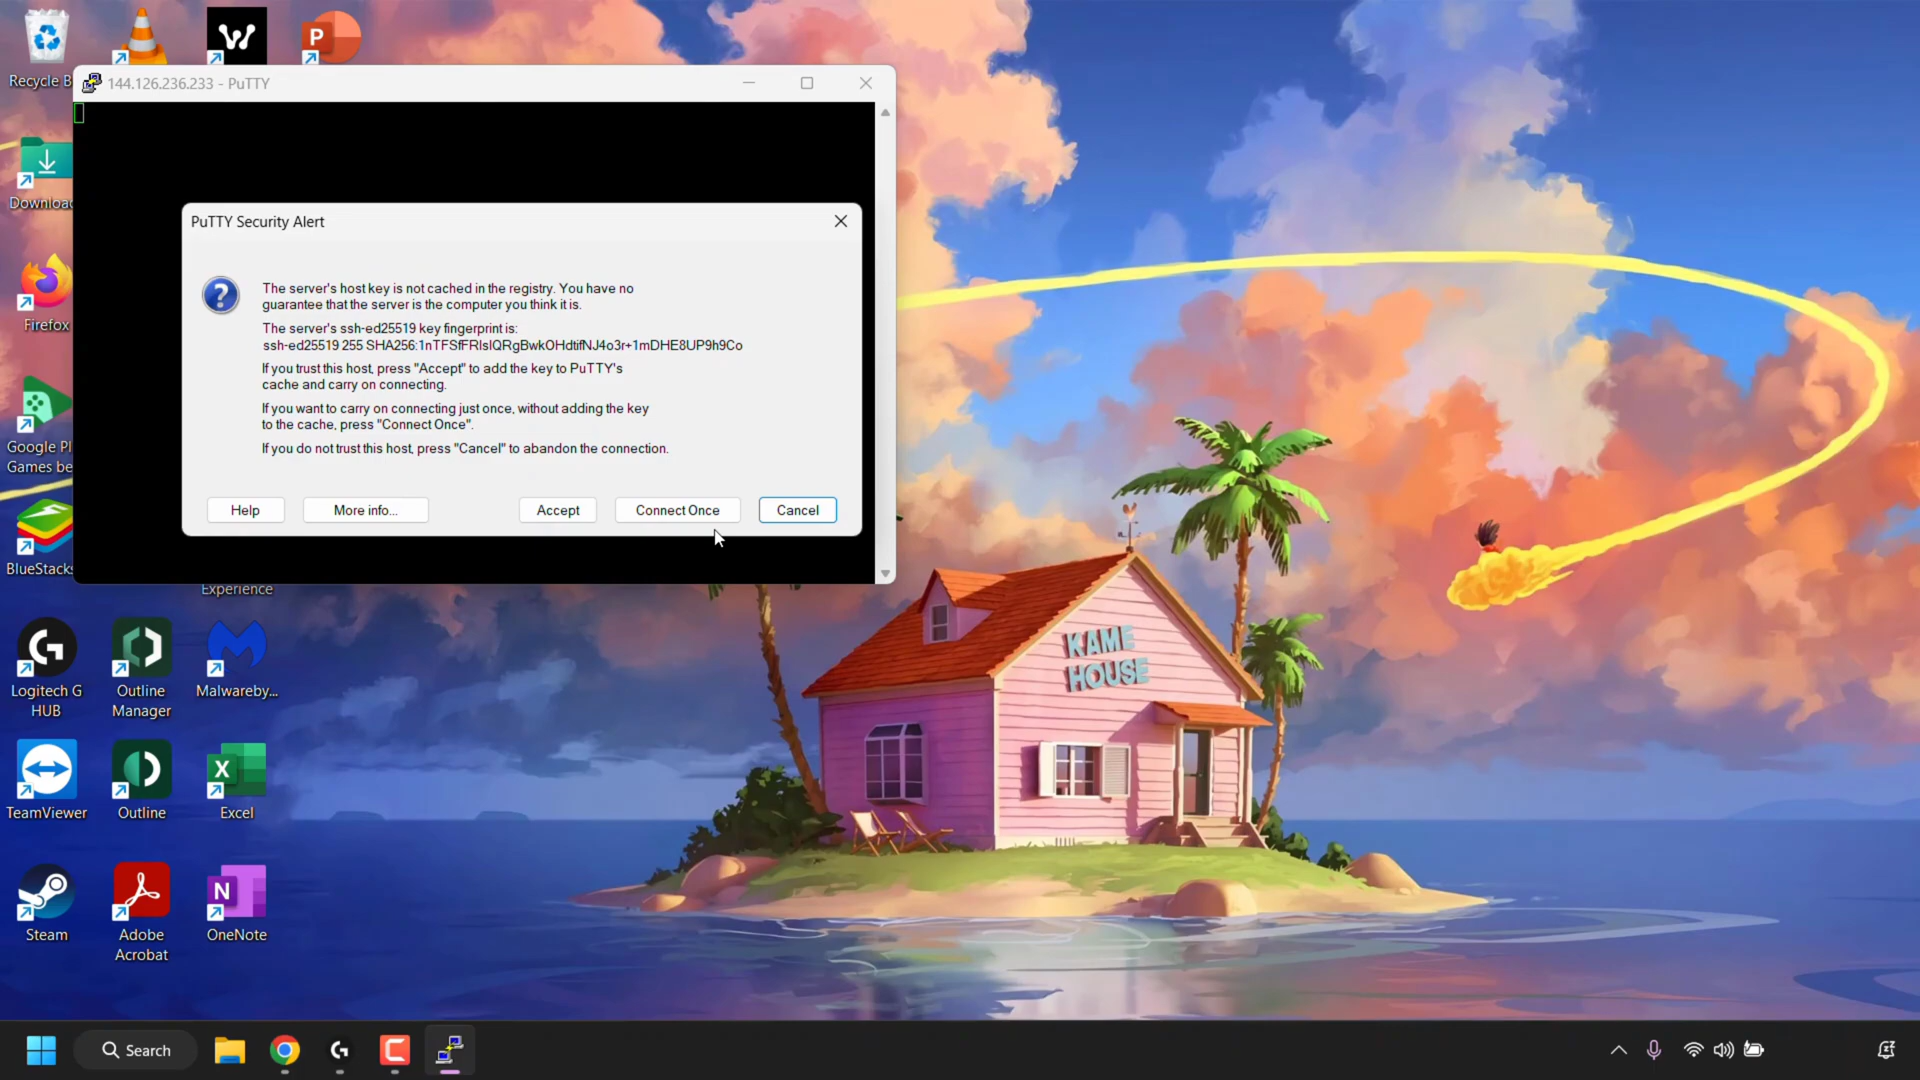 Recycle B
144.126.236.233 - PuTTY
Downloac
PuTTY Security Alert
The server's host key is not cached in the registry. You have no
guarantee that the server is the computer you think it is.
The server's ssh-ed25519 key fingerprint is:
ssh-ed25519 255 SHA256:1nTFSfFRIsIQRgBwkOHdtifNJ4o3r+1mDHE8UP9h9Co
If you trust this host, press "Accept" to add the key to PuTTY's
cache and carry on connecting.
If you want to carry on connecting just once, without adding the key
to the cache, press "Connect Once".
If you do not trust this host, press "Cancel" to abandon the connection.
Help
More info...
Accept
Connect Once
Cancel
Firefox
Google Pl
Games be
BlueStacks
Experience
KAME
HOUSE
Logitech G
HUB
Outline
Manager
Malwareby...
TeamViewer
Outline
Excel
Steam
Adobe
Acrobat
OneNote
Search